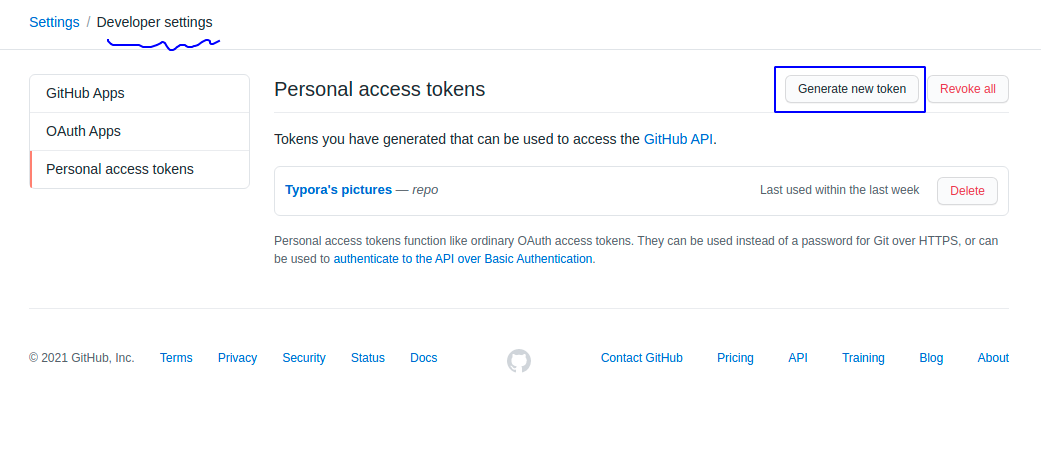 Settings / Developer settings
GitHub Apps
OAuth Apps
Personal access tokens
Personal access tokens
Generate new token
Revoke all
Tokens you have generated that can be used to access the GitHub API.
Typora's pictures — repo
Last used within the last week
Delete
Personal access tokens function like ordinary OAuth access tokens. They can be used instead of a password for Git over HTTPS, or can
be used to authenticate to the API over Basic Authentication.
© 2021 GitHub, Inc. Terms Privacy Security Status Docs Contact GitHub Pricing API Training Blog About